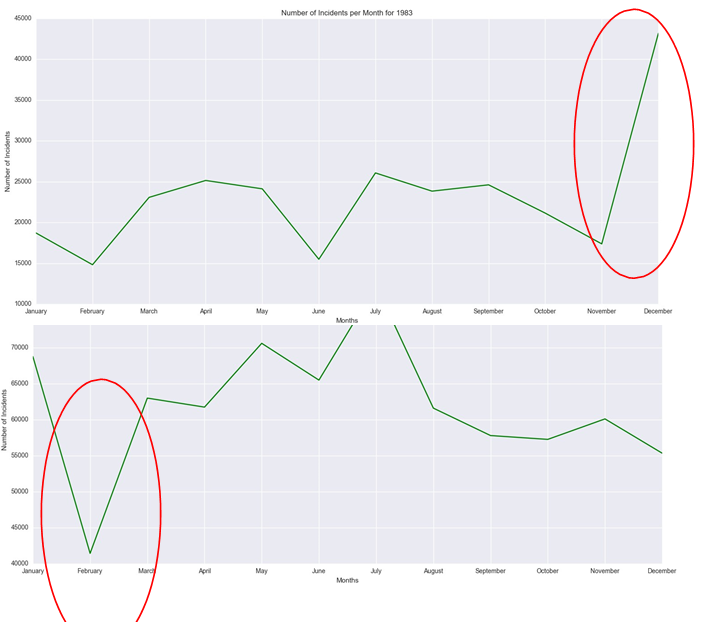 Number of Incidents per Month for 1983
45000
40000
35000
30000
25000
20000
15000
10000
Number of Incidents
January February March April May June July August September October November December
Months
70000
65000
60000
55000
50000
45000
40000
Number of Incidents
January February March April May June July August September October November December
Months